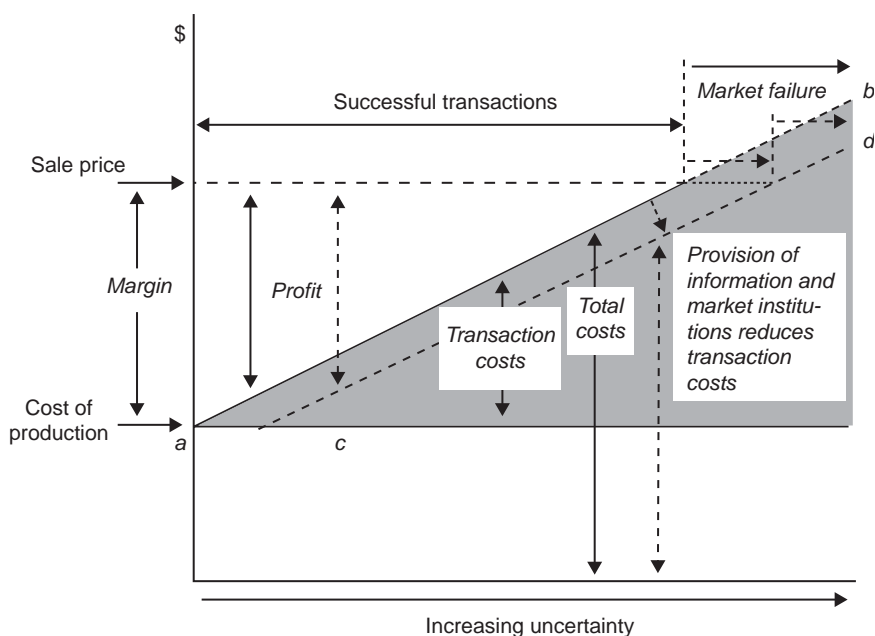 $
Market failure
b
Successful transactions
d
Sale price
Margin
Profit
Transaction
costs
Total
costs
Provision of
information and
market institu-
tions reduces
transaction
costs
Cost of
production
a
c
Increasing uncertainty